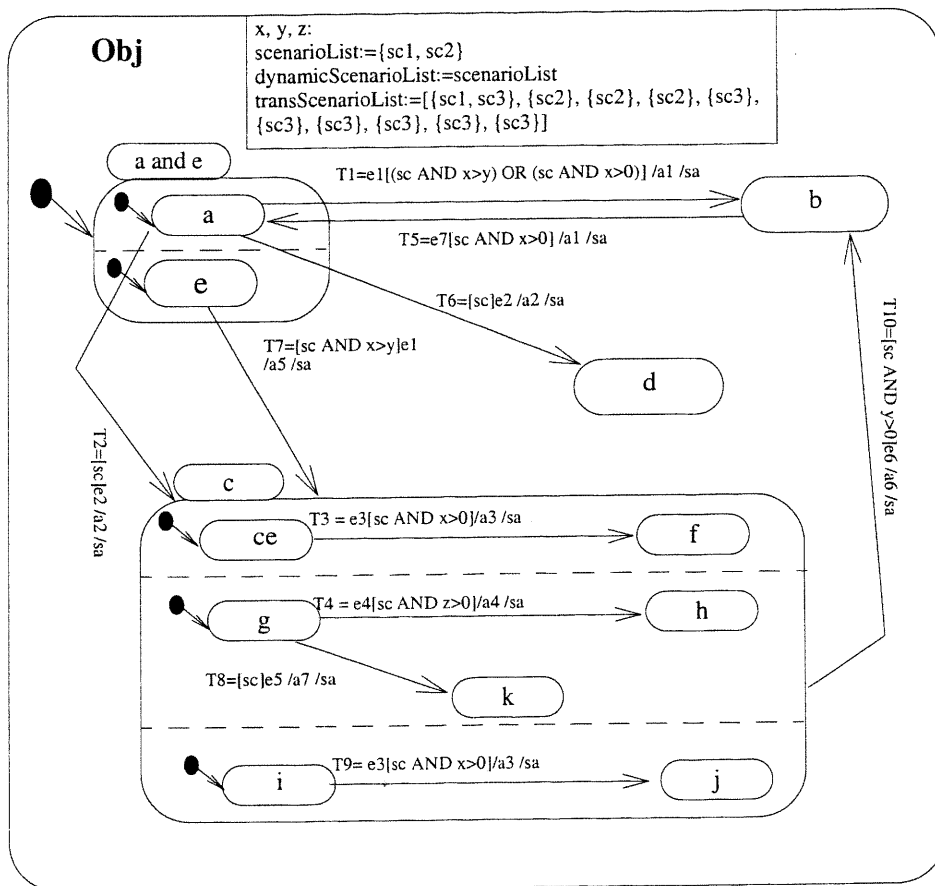 Obj
x, y, z:
scenarioList:={sc1, sc2}
dynamicScenarioList:=scenarioList
transScenarioList:=[{sc1, sc3}, {sc2}, {sc2}, {sc2}, {sc3},
{sc3}, {sc3}, {sc3}, {sc3}, {sc3}]
a and e
T1=e1[(sc AND x>y) OR (sc AND x>0)] /a1 /sa
a
b
T5=e7[sc AND x>0] /a1 /sa
e
T6=[sc]e2 /a2 /sa
T7=[sc AND x>y]e1
/a5 /sa
d
T10=[sc AND y>0]e6 /a6 /sa
T2=[sc]e2 /a2 /sa
c
T3 = e3[sc AND x>0]/a3 /sa
ce
f
T4 = e4[sc AND z>0]/a4 /sa
g
h
T8=[sc]e5 /a7 /sa
k
T9= e3[sc AND x>0]/a3 /sa
i
j